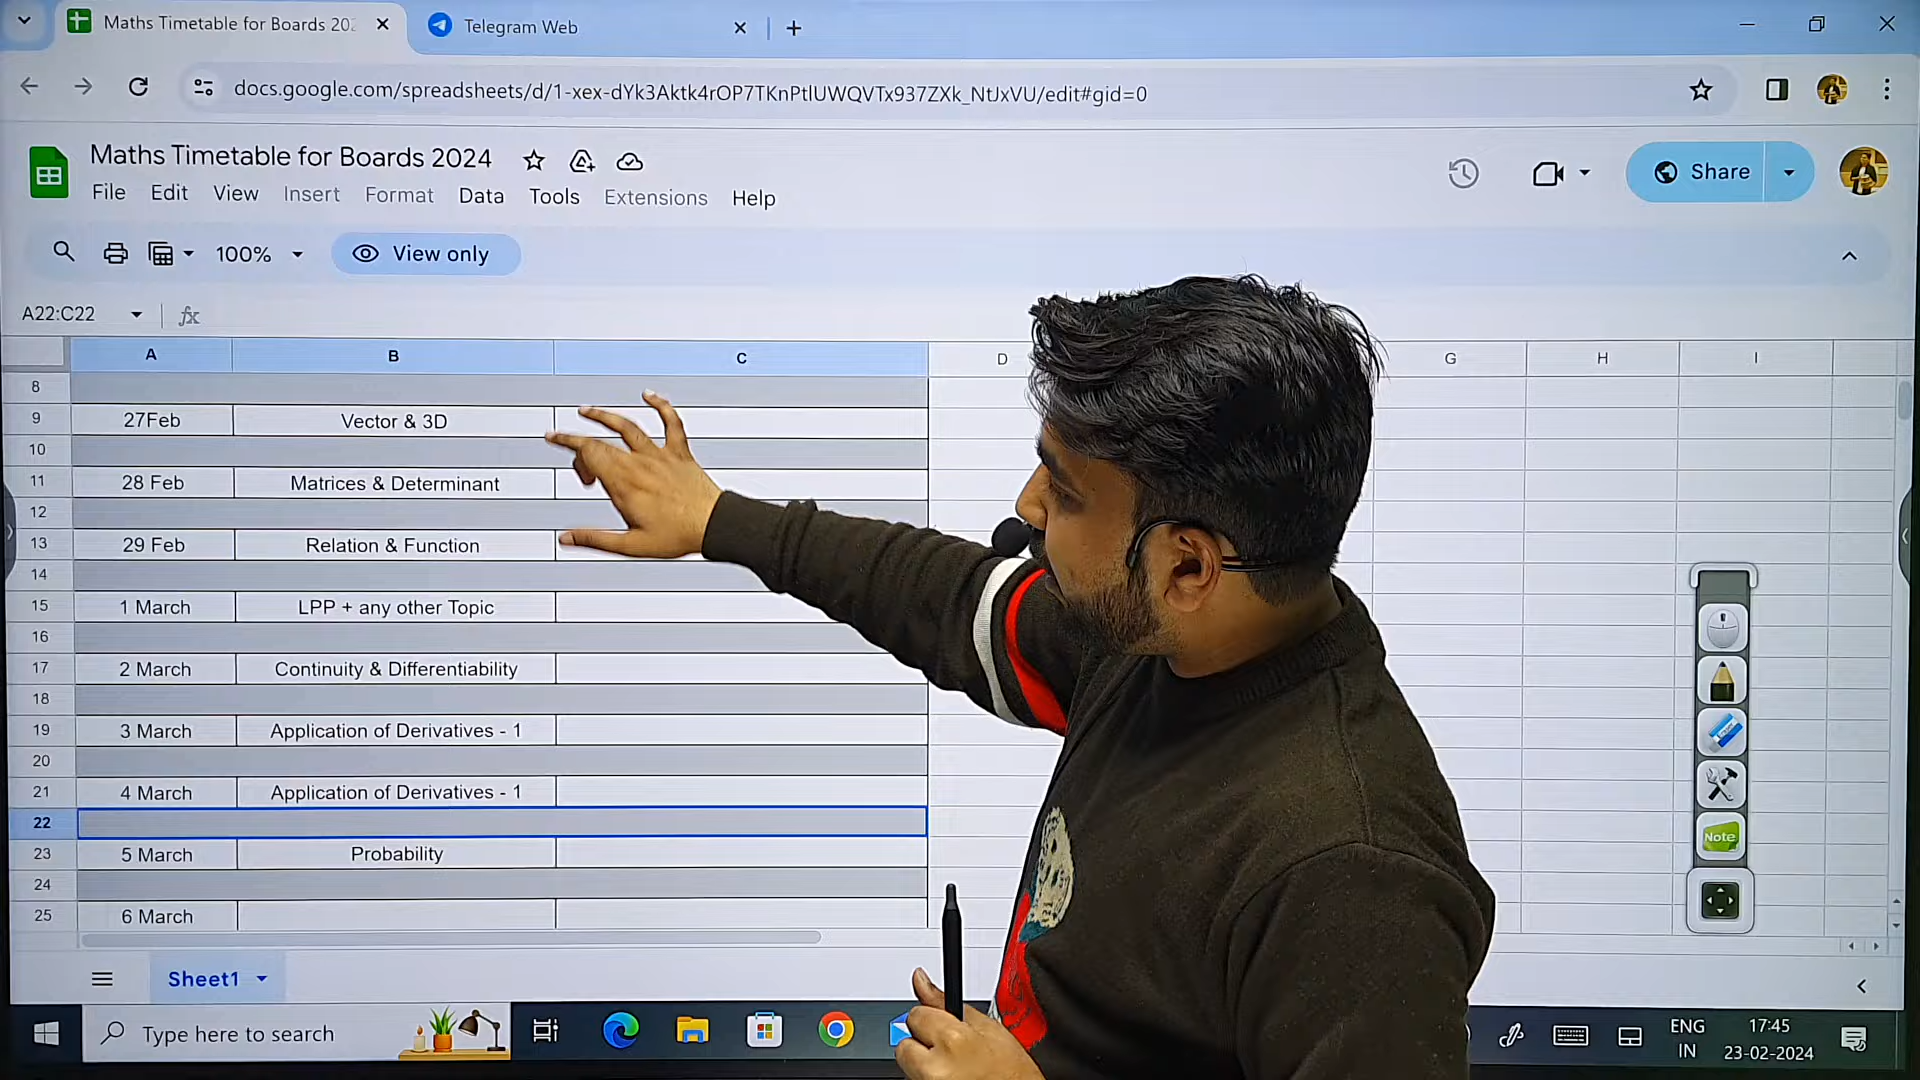 Maths Timetable for Boards 202
Telegram Web
docs.google.com/spreadsheets/d/1-xex-dYk3Aktk4rOP7TKnPtlUWQVTx937ZXk_NtJxVU/edit#gid=0
Maths Timetable for Boards 2024
File Edit View Insert Format Data Tools Extensions Help
Share
100%
View only
A22:C22
fx
A B C D G H I
8
9 27Feb Vector & 3D
10
11 28 Feb Matrices & Determinant
12
13 29 Feb Relation & Function
14
15 1 March LPP + any other Topic
16
17 2 March Continuity & Differentiability
18
19 3 March Application of Derivatives - 1
20
21 4 March Application of Derivatives - 1
22
23 5 March Probability
24
25 6 March
Note
Sheet1
Type here to search
ENG
IN
17:45
23-02-2024